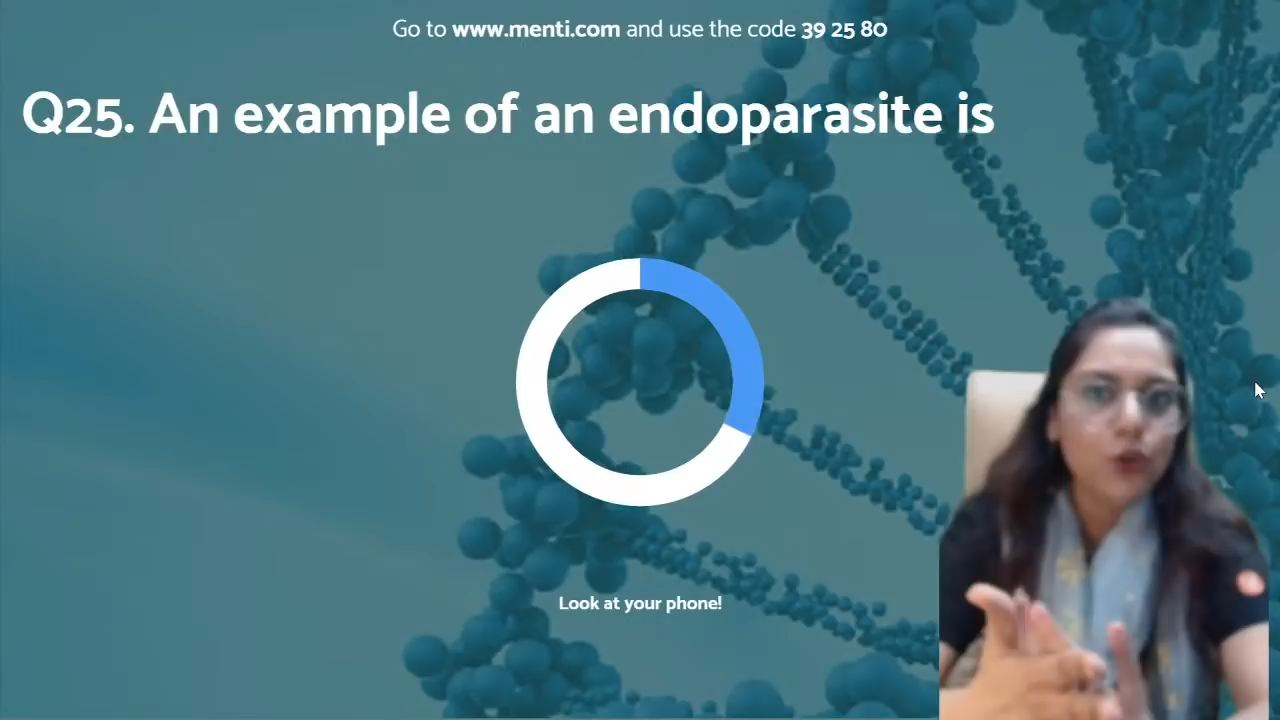 Go to www.menti.com and use the code 39 25 80
Q25. An example of an endoparasite is
Look at your phone!